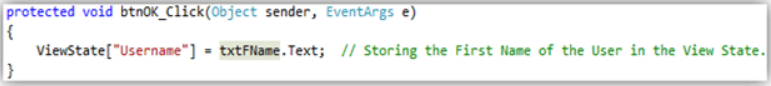 protected void btnOK_Click(Object sender, EventArgs e)
{
ViewState["Username"] = txtFName.Text;  // Storing the First Name of the User in the View State.
}